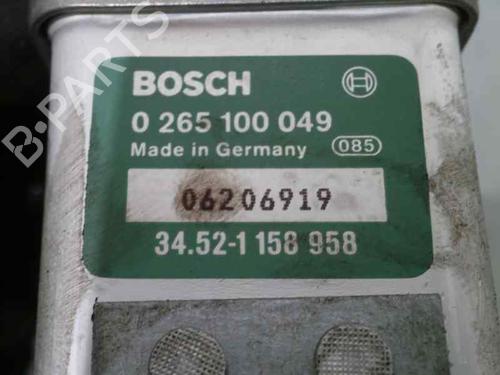 B-PARTS
BOSCH
0 265 100 049
Made in Germany 085
06206919
34.52-1 158 958